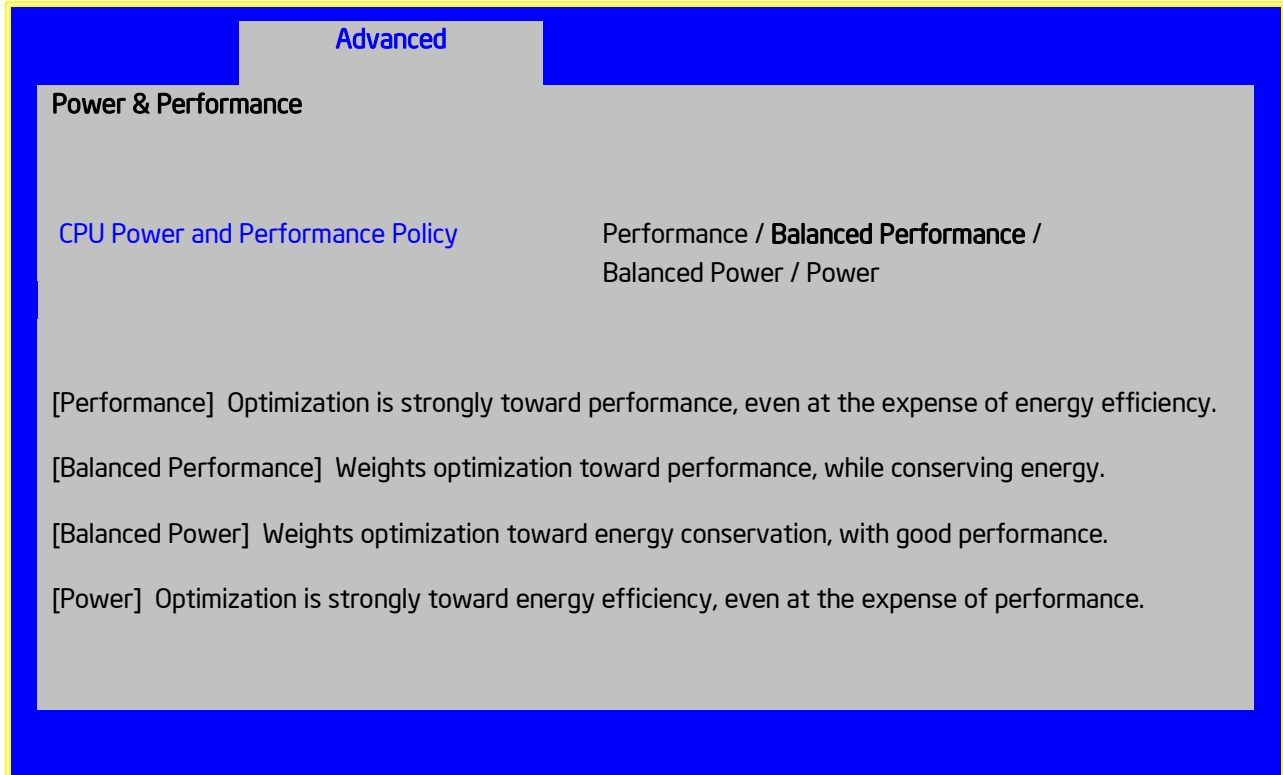 Advanced
Power & Performance
CPU Power and Performance Policy Performance / Balanced Performance /
Balanced Power / Power
[Performance] Optimization is strongly toward performance, even at the expense of energy efficiency.
[Balanced Performance] Weights optimization toward performance, while conserving energy.
[Balanced Power] Weights optimization toward energy conservation, with good performance.
[Power] Optimization is strongly toward energy efficiency, even at the expense of performance.